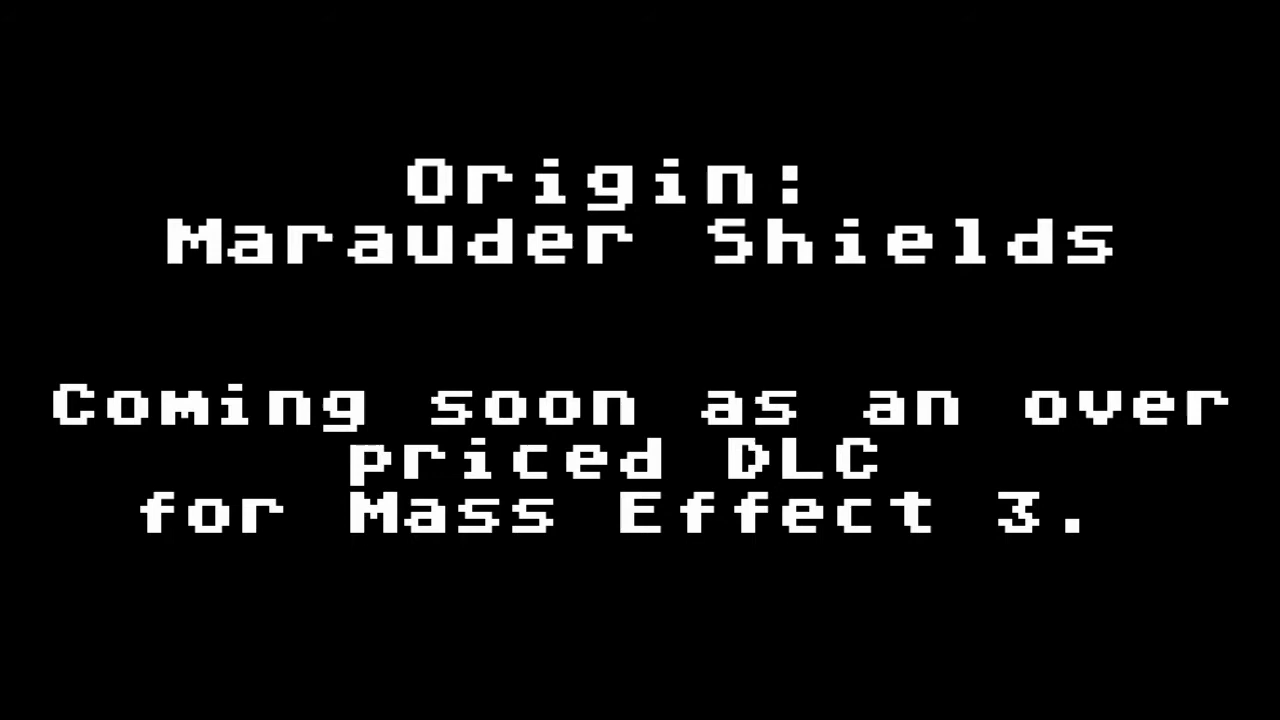 Origin:
Marauder Shields
Coming soon as an over
priced DLC
for Mass Effect 3.